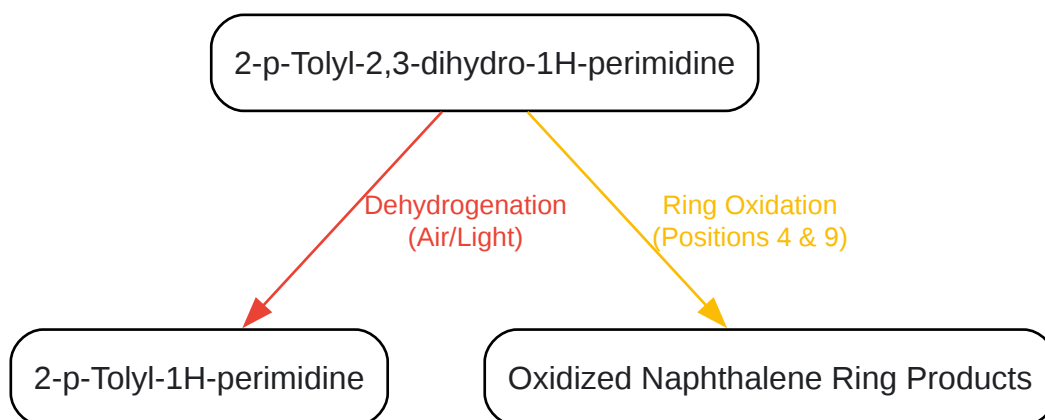 2-p-Tolyl-2,3-dihydro-1H-perimidine
Dehydrogenation
(Air/Light)
Ring Oxidation
(Positions 4 & 9)
2-p-Tolyl-1H-perimidine
Oxidized Naphthalene Ring Products